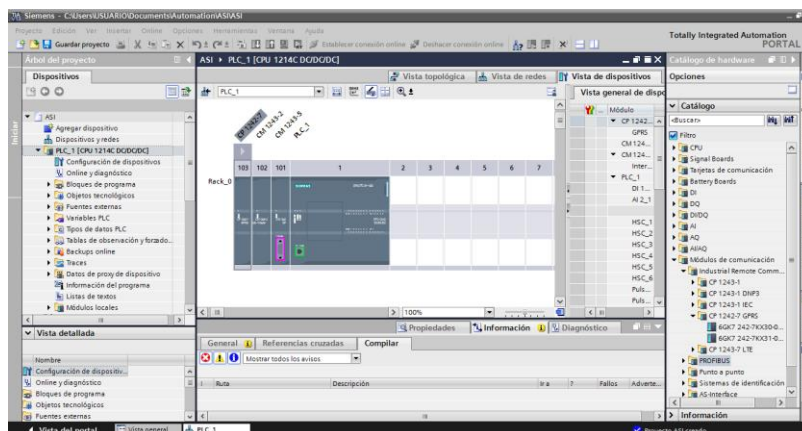 Siemens - C:\Users\USUARIO\Documents\Automation\ASI\ASI
Proyecto Edición Ver Insertar Online Opciones Herramientas Ventana Ayuda
Guardar proyecto
Establecer conexión online
Deshacer conexión online
Totally Integrated Automation
PORTAL
Árbol del proyecto
Dispositivos
Iniciar
ASI
Agregar dispositivo
Dispositivos y redes
PLC_1 [CPU 1214C DC/DC/DC]
Configuración de dispositivos
Online y diagnóstico
Bloques de programa
Objetos tecnológicos
Fuentes externas
Variables PLC
Tipos de datos PLC
Tablas de observación y forzado...
Backups online
Traces
Datos de proxy de dispositivo
Información del programa
Listas de textos
Módulos locales
Vista detallada
Nombre
Configuración de dispositiv...
Online y diagnóstico
Bloques de programa
Objetos tecnológicos
Fuentes externas
ASI ▸ PLC_1 [CPU 1214C DC/DC/DC]
Vista topológica
Vista de redes
Vista de dispositivos
PLC_1
CP 1242-7
CM 1243-2
CM 1243-5
PLC_1
103 102 101 1 2 3 4 5 6 7
Rack_0
SIEMENS
100%
Vista general de dispo
Módulo
CP 1242...
GPRS
CM 124...
CM 124...
Inter...
PLC_1
DI 1...
AI 2_1
HSC_1
HSC_2
HSC_3
HSC_4
HSC_5
HSC_6
Puls...
Puls...
Propiedades
Información
Diagnóstico
General
Referencias cruzadas
Compilar
Mostrar todos los avisos
! Ruta Descripción Ir a ? Fallos Adverte...
Catálogo de hardware
Opciones
Catálogo
<Buscar>
Filtro
CPU
Signal Boards
Tarjetas de comunicación
Battery Boards
DI
DQ
DI/DQ
AI
AQ
AI/AQ
Módulos de comunicación
Industrial Remote Comm...
CP 1243-1
CP 1243-1 DNP3
CP 1243-1 IEC
CP 1242-7 GPRS
6GK7 242-7KX30-0...
6GK7 242-7KX31-0...
CP 1243-7 LTE
PROFIBUS
Punto a punto
Sistemas de identificación
AS-Interface
Información
Vista del portal
Vista general
PLC_1
Proyecto ASI creado.